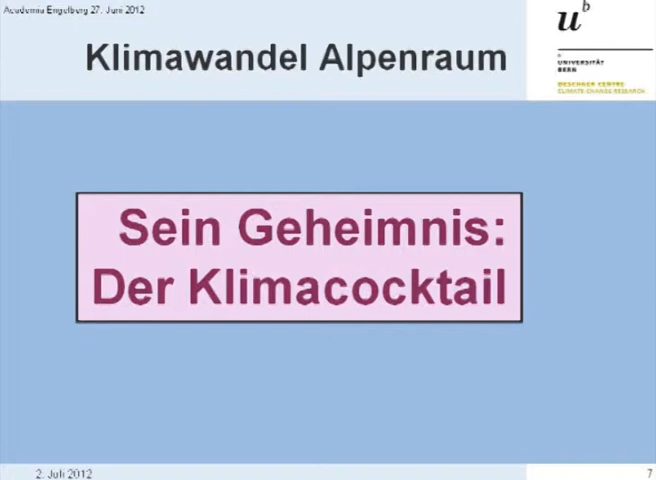 Academia Engelberg 27. Juni 2012
Klimawandel Alpenraum
u b
b
UNIVERSITÄT
BERN
OESCHGER CENTRE
CLIMATE CHANGE RESEARCH
Sein Geheimnis:
Der Klimacocktail
2. Juli 2012
7